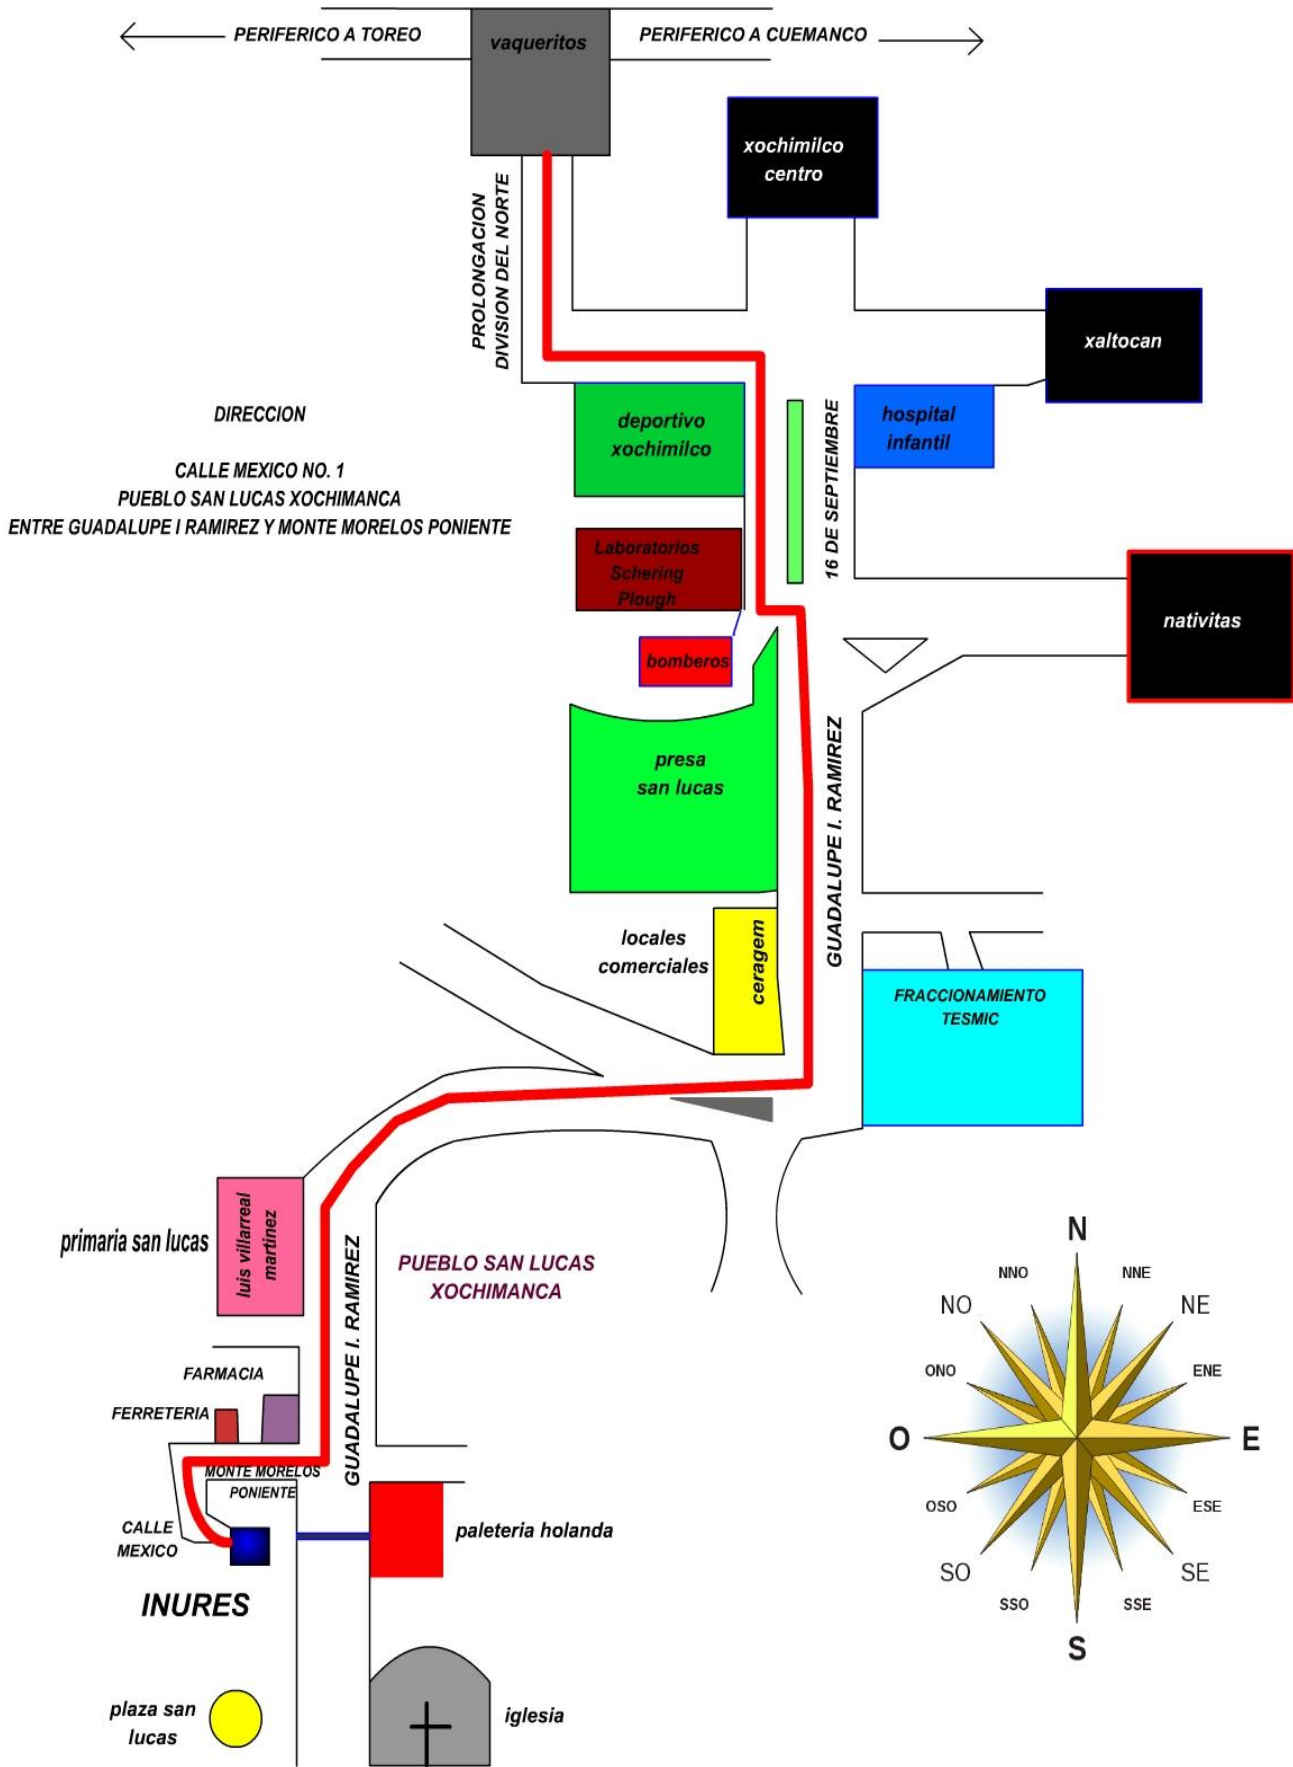 PERIFERICO A TOREO
vaqueritos
PERIFERICO A CUEMANCO
xochimilco
centro
PROLONGACION
DIVISION DEL NORTE
xaltocan
DIRECCION
CALLE MEXICO NO. 1
PUEBLO SAN LUCAS XOCHIMANCA
ENTRE GUADALUPE I RAMIREZ Y MONTE MORELOS PONIENTE
deportivo
xochimilco
16 DE SEPTIEMBRE
hospital
infantil
Laboratorios
Schering
Plough
bomberos
nativitas
presa
san lucas
GUADALUPE I. RAMIREZ
locales
comerciales
ceragem
FRACCIONAMIENTO
TESMIC
primaria san lucas
luis villarreal
martinez
GUADALUPE I. RAMIREZ
PUEBLO SAN LUCAS
XOCHIMANCA
FARMACIA
FERRETERIA
MONTE MORELOS
PONIENTE
CALLE
MEXICO
INURES
paleteria holanda
plaza san
lucas
iglesia
N
NNO
NNE
NO
NE
ONO
ENE
O
E
OSO
ESE
SO
SE
SSO
SSE
S